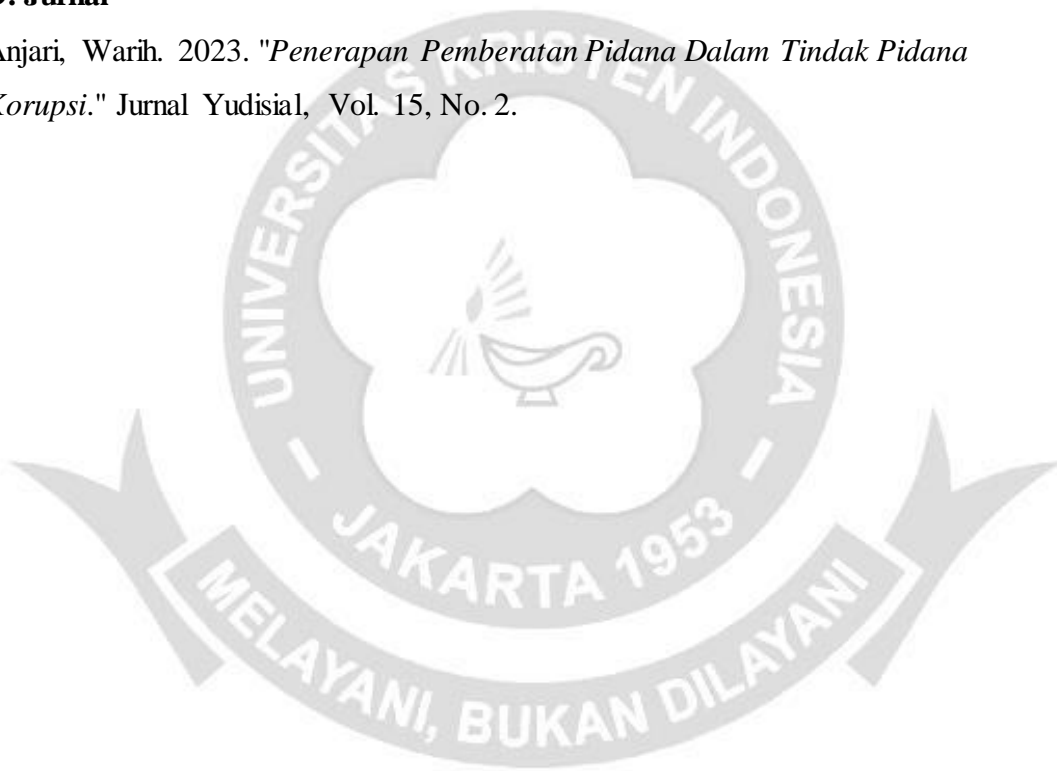 . Jurnal
Anjari, Warih. 2023. "Penerapan Pemberatan Pidana Dalam Tindak Pidana
Korupsi." Jurnal Yudisial, Vol. 15, No. 2.
UNIVERSITAS KRISTEN INDONESIA
- JAKARTA 1953 -
MELAYANI, BUKAN DILAYANI